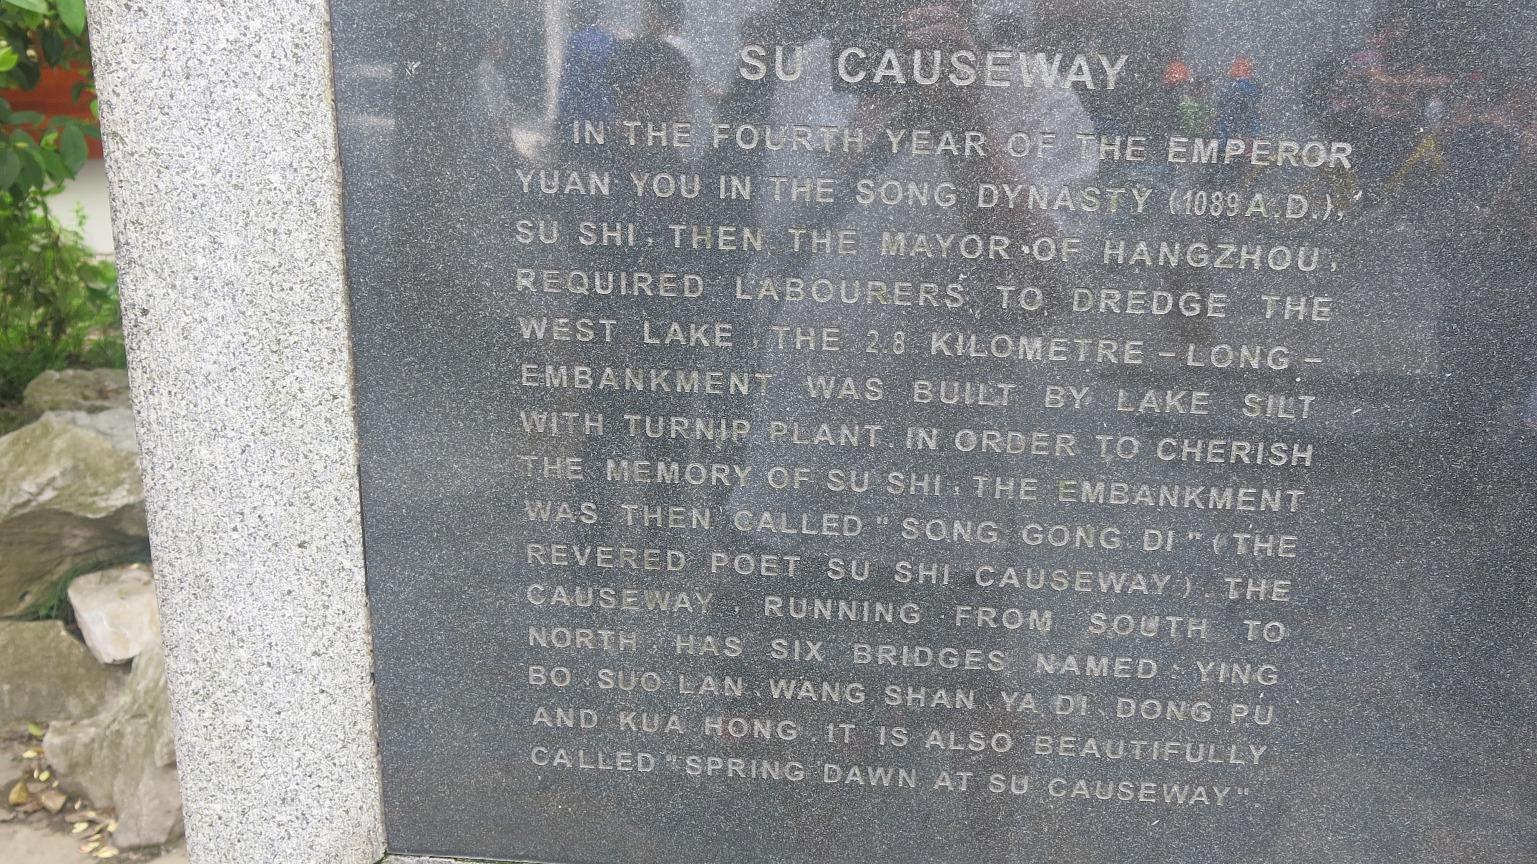 SU CAUSEWAY
IN THE FOURTH YEAR OF THE EMPEROR
YUAN YOU IN THE SONG DYNASTY (1089 A.D.),
SU SHI, THEN THE MAYOR OF HANGZHOU,
REQUIRED LABOURERS TO DREDGE THE
WEST LAKE, THE 2.8 KILOMETRE-LONG-
EMBANKMENT WAS BUILT BY LAKE SILT
WITH TURNIP PLANT. IN ORDER TO CHERISH
THE MEMORY OF SU SHI, THE EMBANKMENT
WAS THEN CALLED "SONG GONG DI" (THE
REVERED POET SU SHI CAUSEWAY). THE
CAUSEWAY, RUNNING FROM SOUTH TO
NORTH, HAS SIX BRIDGES NAMED: YING
BO, SUO LAN, WANG SHAN, YA DI, DONG PU
AND KUA HONG. IT IS ALSO BEAUTIFULLY
CALLED "SPRING DAWN AT SU CAUSEWAY".